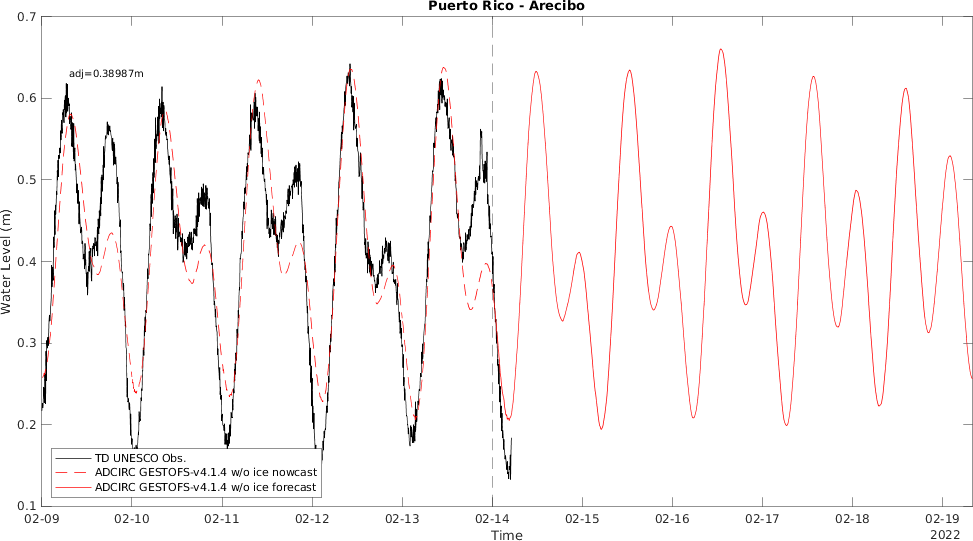 Puerto Rico - Arecibo
adj=0.38987m
Water Level (m)
0.7
0.6
0.5
0.4
0.3
0.2
0.1
TD UNESCO Obs.
ADCIRC GESTOFS-v4.1.4 w/o ice nowcast
ADCIRC GESTOFS-v4.1.4 w/o ice forecast
02-09 02-10 02-11 02-12 02-13 02-14 02-15 02-16 02-17 02-18 02-19
Time
2022